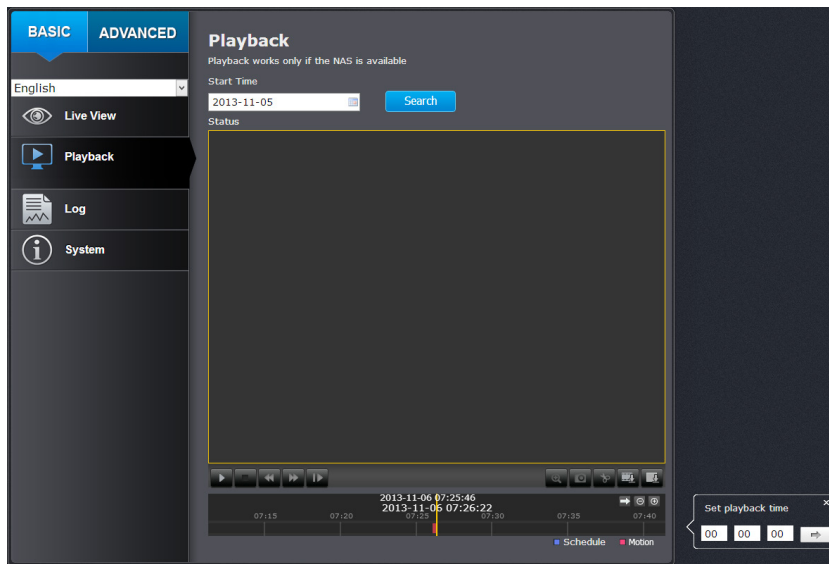 BASIC ADVANCED
English
Live View
Playback
Log
System
Playback
Playback works only if the NAS is available
Start Time
2013-11-05 Search
Status
2013-11-06 07:25:46
2013-11-06 07:26:22
07:15 07:20 07:25 07:30 07:35 07:40
Schedule Motion
Set playback time ×
00 00 00